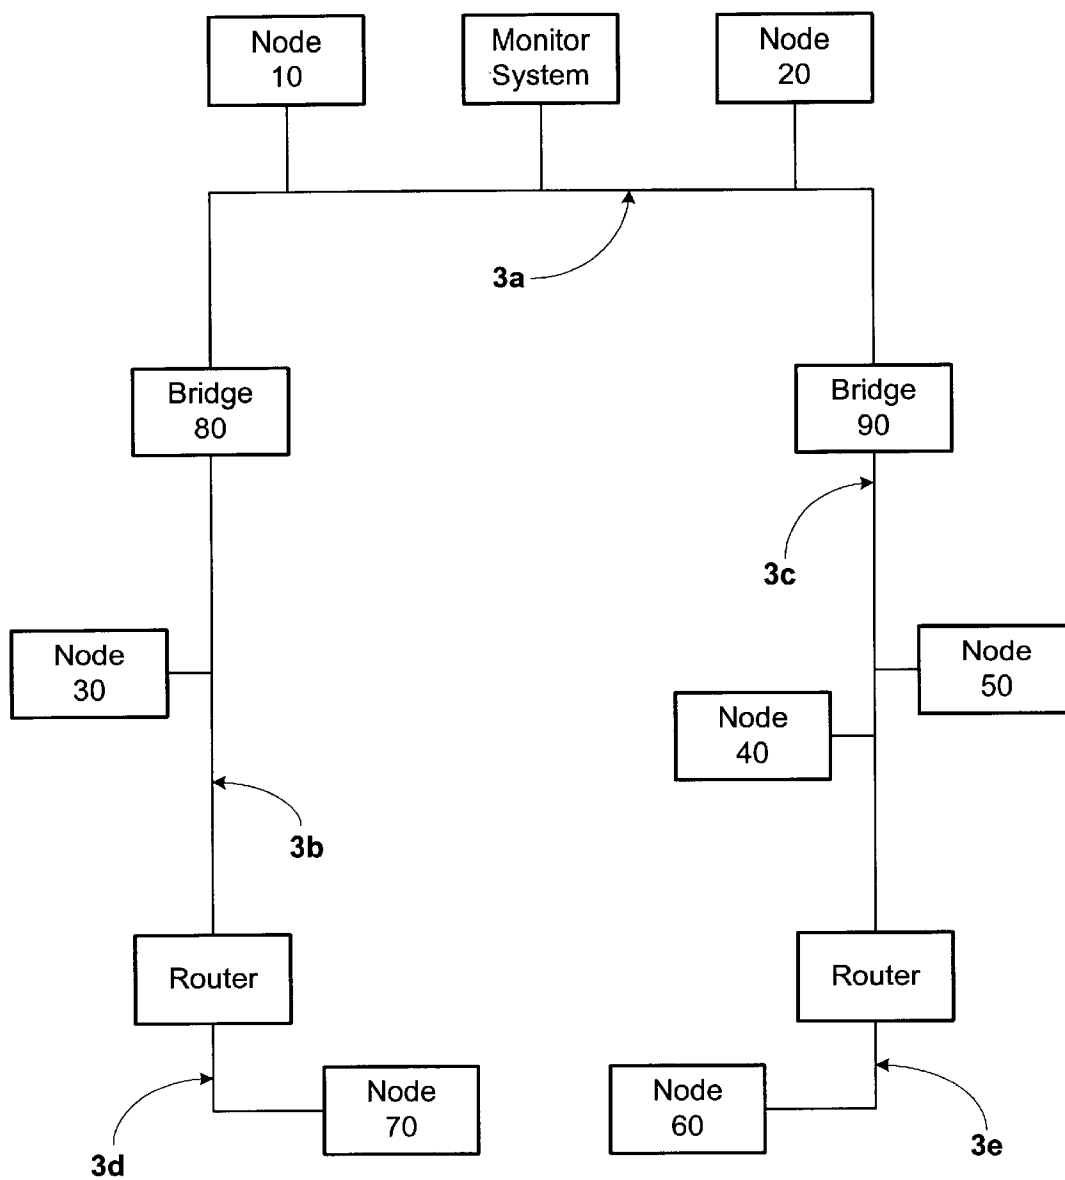 Node
10
Monitor
System
Node
20
3a
Bridge
80
Bridge
90
3c
Node
30
Node
50
Node
40
3b
Router
Router
Node
70
Node
60
3d
3e